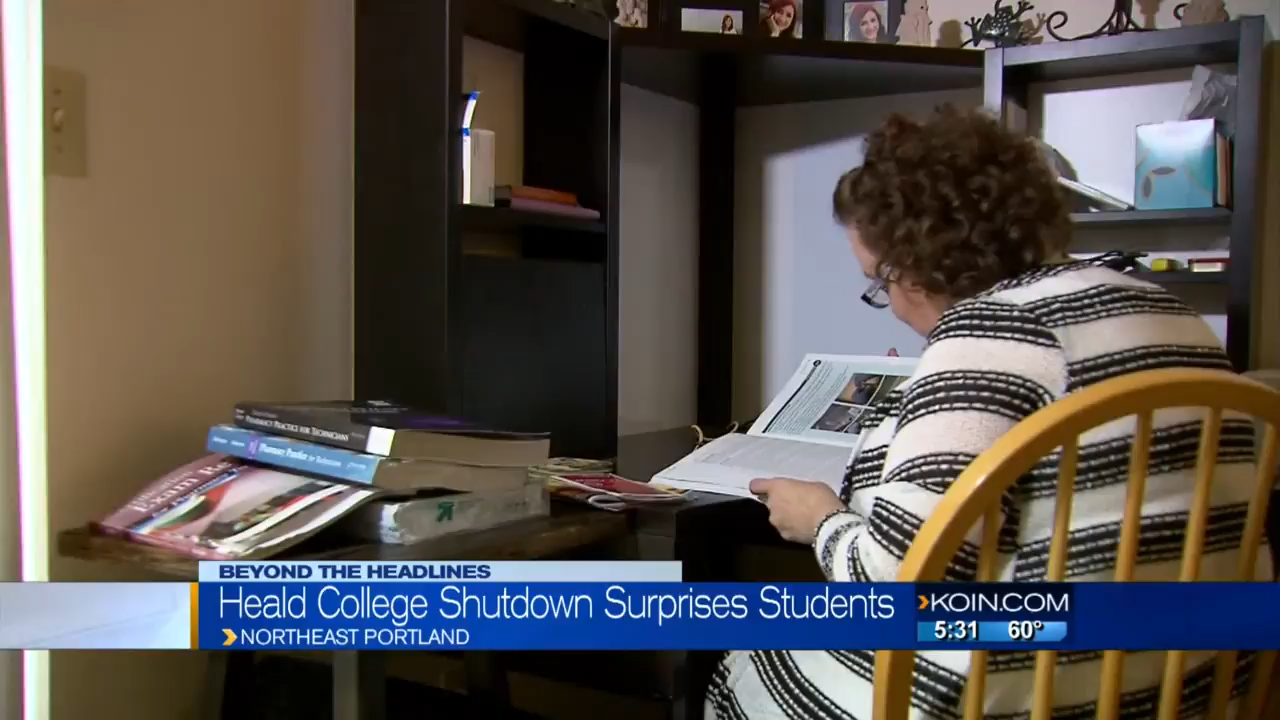 PHARMACY PRACTICE FOR TECHNICIANS
Pharmacy Practice for Technicians
BEYOND THE HEADLINES
Heald College Shutdown Surprises Students
NORTHEAST PORTLAND
KOIN.COM
5:31 60°